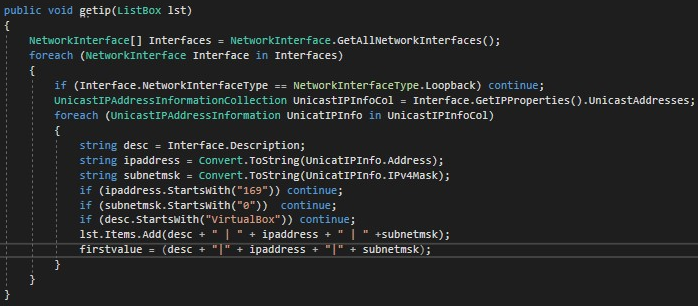 public void getip(ListBox lst)
{
NetworkInterface[] Interfaces = NetworkInterface.GetAllNetworkInterfaces();
foreach (NetworkInterface Interface in Interfaces)
{
if (Interface.NetworkInterfaceType == NetworkInterfaceType.Loopback) continue;
UnicastIPAddressInformationCollection UnicastIPInfoCol = Interface.GetIPProperties().UnicastAddresses;
foreach (UnicastIPAddressInformation UnicatIPInfo in UnicastIPInfoCol)
{
string desc = Interface.Description;
string ipaddress = Convert.ToString(UnicatIPInfo.Address);
string subnetmsk = Convert.ToString(UnicatIPInfo.IPv4Mask);
if (ipaddress.StartsWith("169")) continue;
if (subnetmsk.StartsWith("0"))  continue;
if (desc.StartsWith("VirtualBox")) continue;
lst.Items.Add(desc + " | " + ipaddress + " | " +subnetmsk);
firstvalue = (desc + "|" + ipaddress + "|" + subnetmsk);
}
}
}